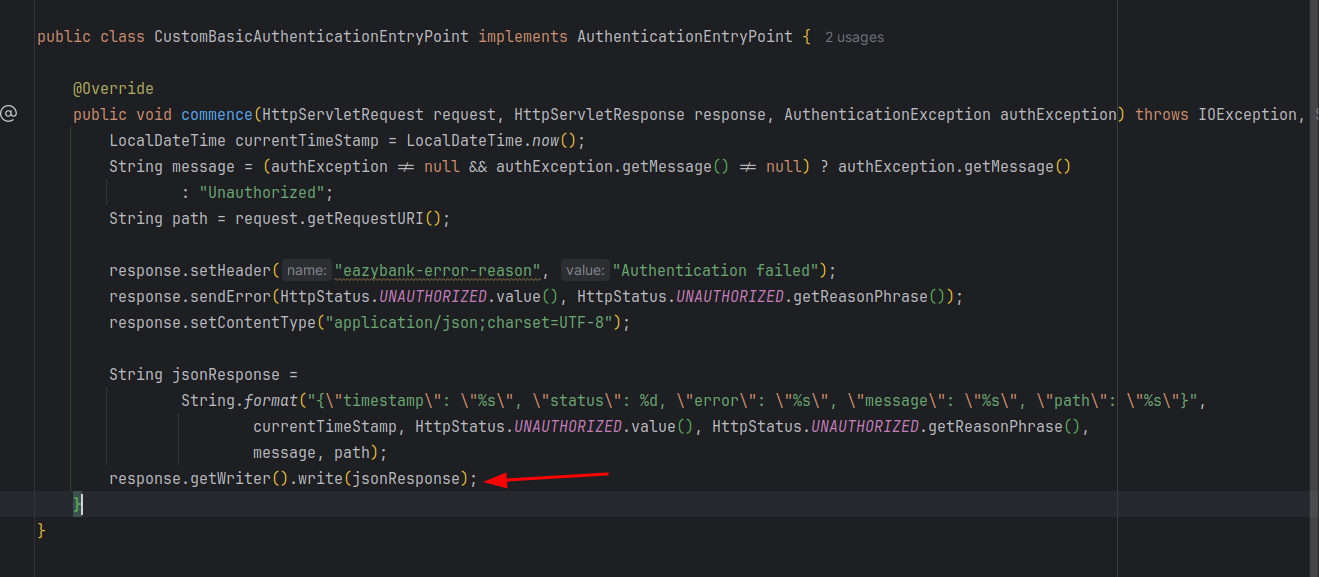 public class CustomBasicAuthenticationEntryPoint implements AuthenticationEntryPoint { 2 usages
@Override
@ public void commence(HttpServletRequest request, HttpServletResponse response, AuthenticationException authException) throws IOException,
LocalDateTime currentTimeStamp = LocalDateTime.now();
String message = (authException ≠ null && authException.getMessage() ≠ null) ? authException.getMessage()
: "Unauthorized";
String path = request.getRequestURI();
response.setHeader( name: "eazybank-error-reason", value: "Authentication failed");
response.sendError(HttpStatus.UNAUTHORIZED.value(), HttpStatus.UNAUTHORIZED.getReasonPhrase());
response.setContentType("application/json;charset=UTF-8");
String jsonResponse =
String.format("{\"timestamp\": \"%s\", \"status\": %d, \"error\": \"%s\", \"message\": \"%s\", \"path\": \"%s\"}",
currentTimeStamp, HttpStatus.UNAUTHORIZED.value(), HttpStatus.UNAUTHORIZED.getReasonPhrase(),
message, path);
response.getWriter().write(jsonResponse);
}
}